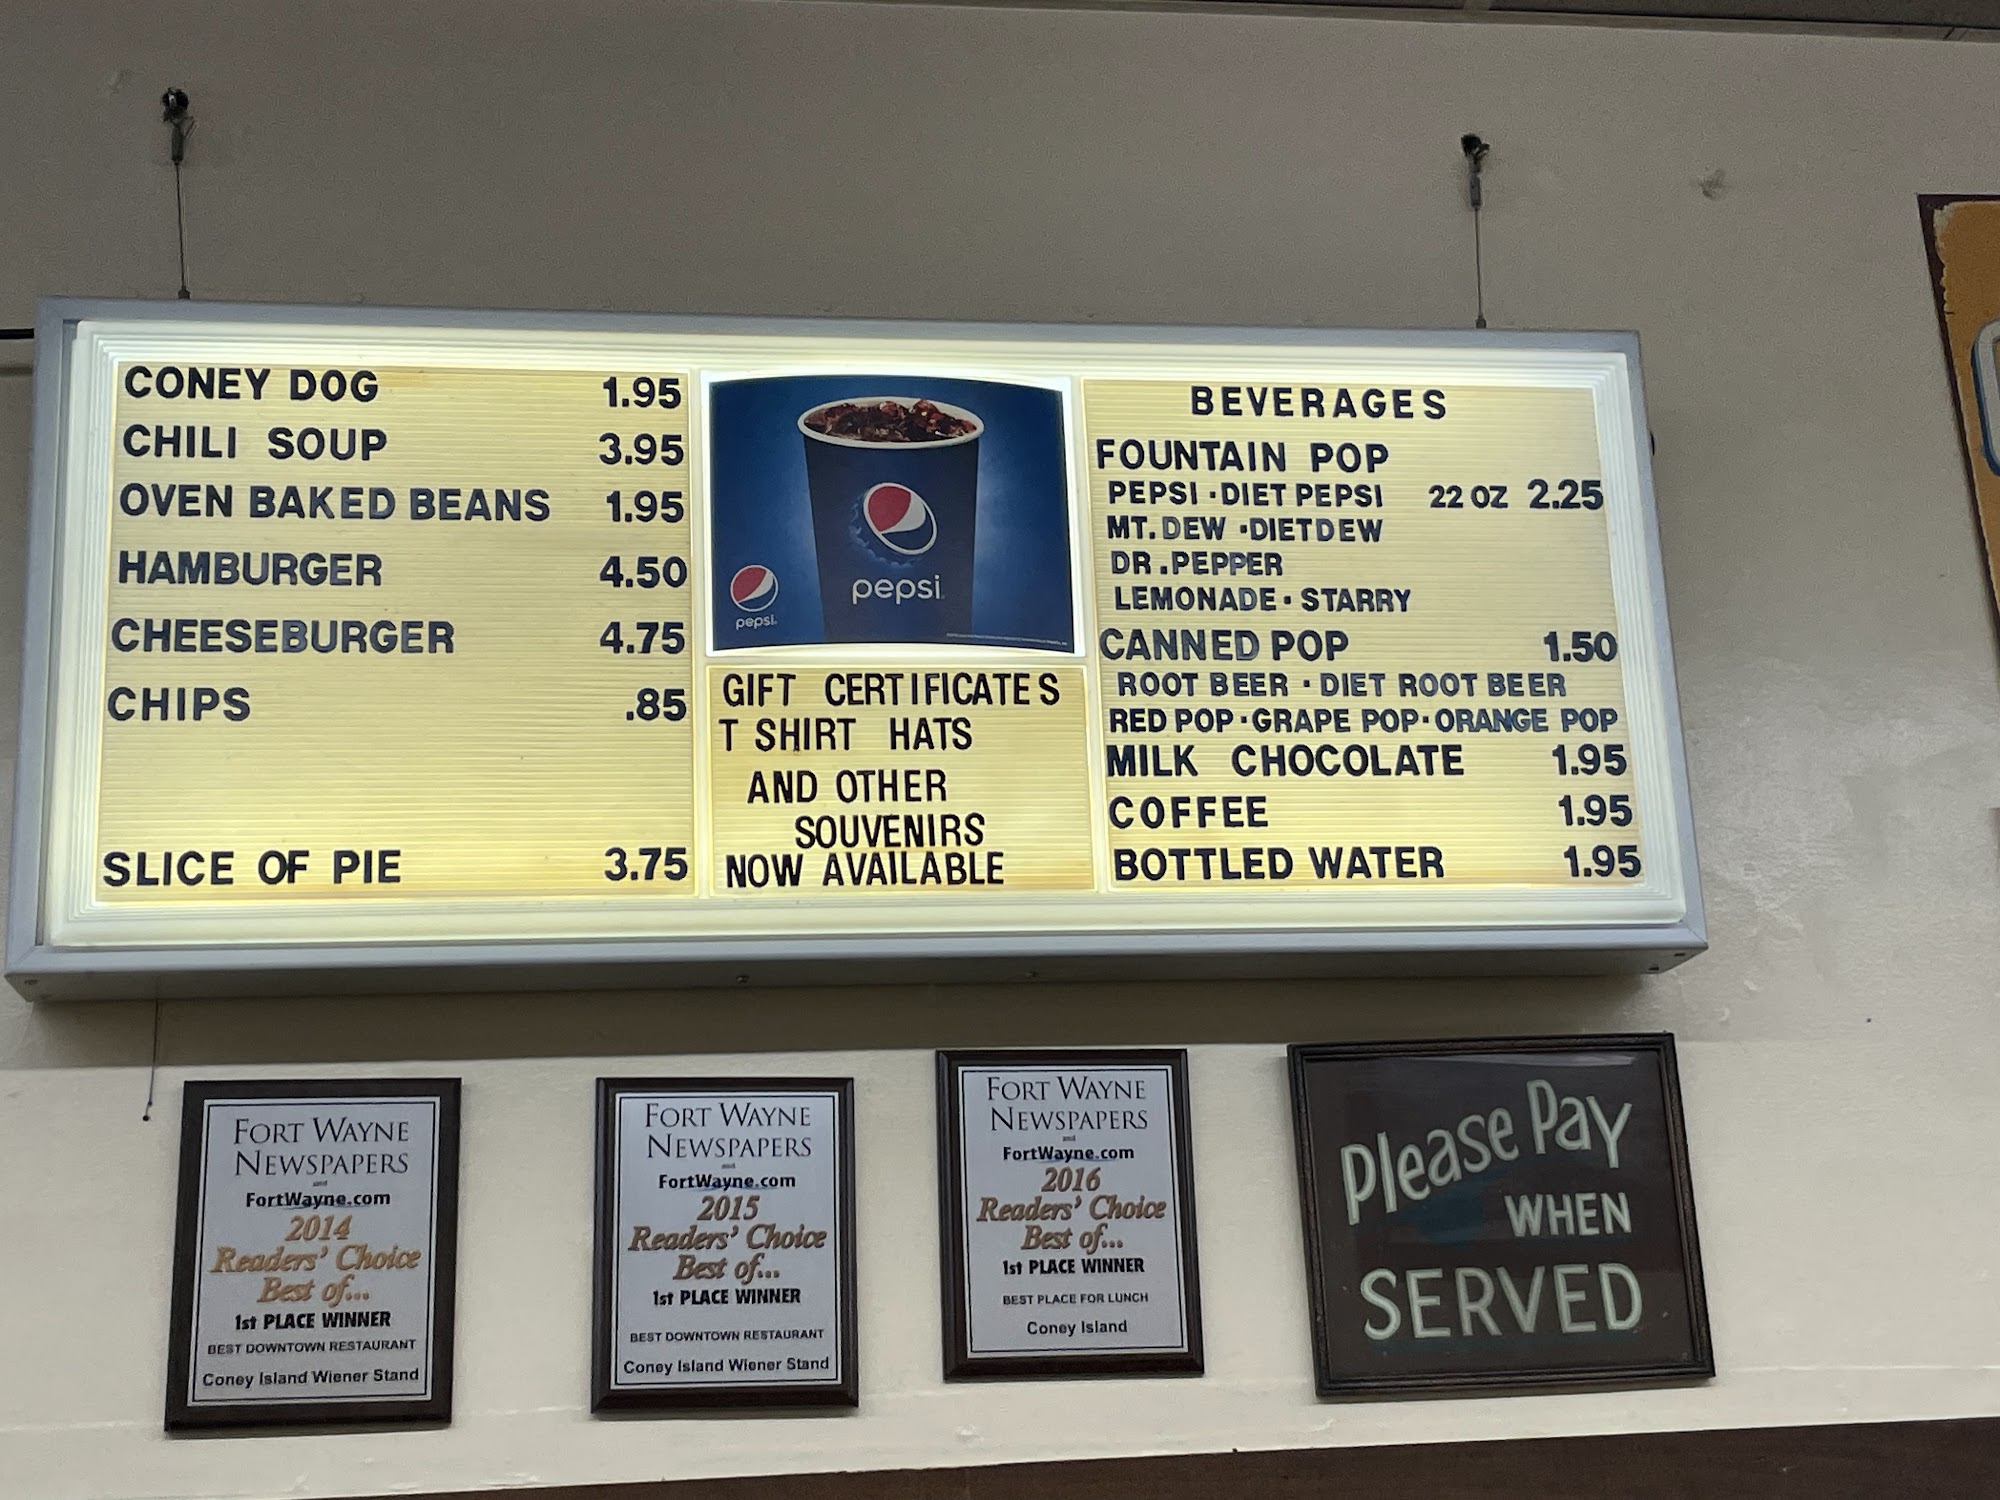 CONEY DOG 1.95
CHILI SOUP 3.95
OVEN BAKED BEANS 1.95
HAMBURGER 4.50
CHEESEBURGER 4.75
CHIPS .85
SLICE OF PIE 3.75
pepsi
pepsi
GIFT CERTIFICATES
T SHIRT HATS
AND OTHER
SOUVENIRS
NOW AVAILABLE
BEVERAGES
FOUNTAIN POP
PEPSI · DIET PEPSI 22 OZ 2.25
MT. DEW · DIET DEW
DR. PEPPER
LEMONADE · STARRY
CANNED POP 1.50
ROOT BEER · DIET ROOT BEER
RED POP · GRAPE POP · ORANGE POP
MILK CHOCOLATE 1.95
COFFEE 1.95
BOTTLED WATER 1.95
FORT WAYNE
NEWSPAPERS
and
FortWayne.com
2014
Readers' Choice
Best of...
1st PLACE WINNER
BEST DOWNTOWN RESTAURANT
Coney Island Wiener Stand
FORT WAYNE
NEWSPAPERS
and
FortWayne.com
2015
Readers' Choice
Best of...
1st PLACE WINNER
BEST DOWNTOWN RESTAURANT
Coney Island Wiener Stand
FORT WAYNE
NEWSPAPERS
and
FortWayne.com
2016
Readers' Choice
Best of...
1st PLACE WINNER
BEST PLACE FOR LUNCH
Coney Island
Please Pay
WHEN
SERVED